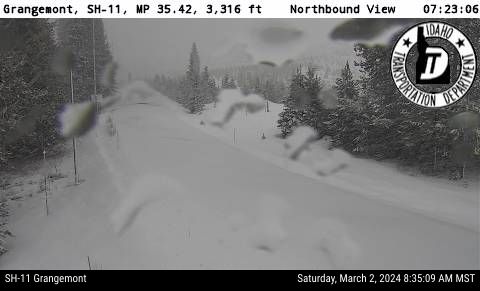 Grangemont, SH-11, MP 35.42, 3,316 ft Northbound View 07:23:06
IDAHO
TRANSPORTATION DEPARTMENT
SH-11 Grangemont Saturday, March 2, 2024 8:35:09 AM MST